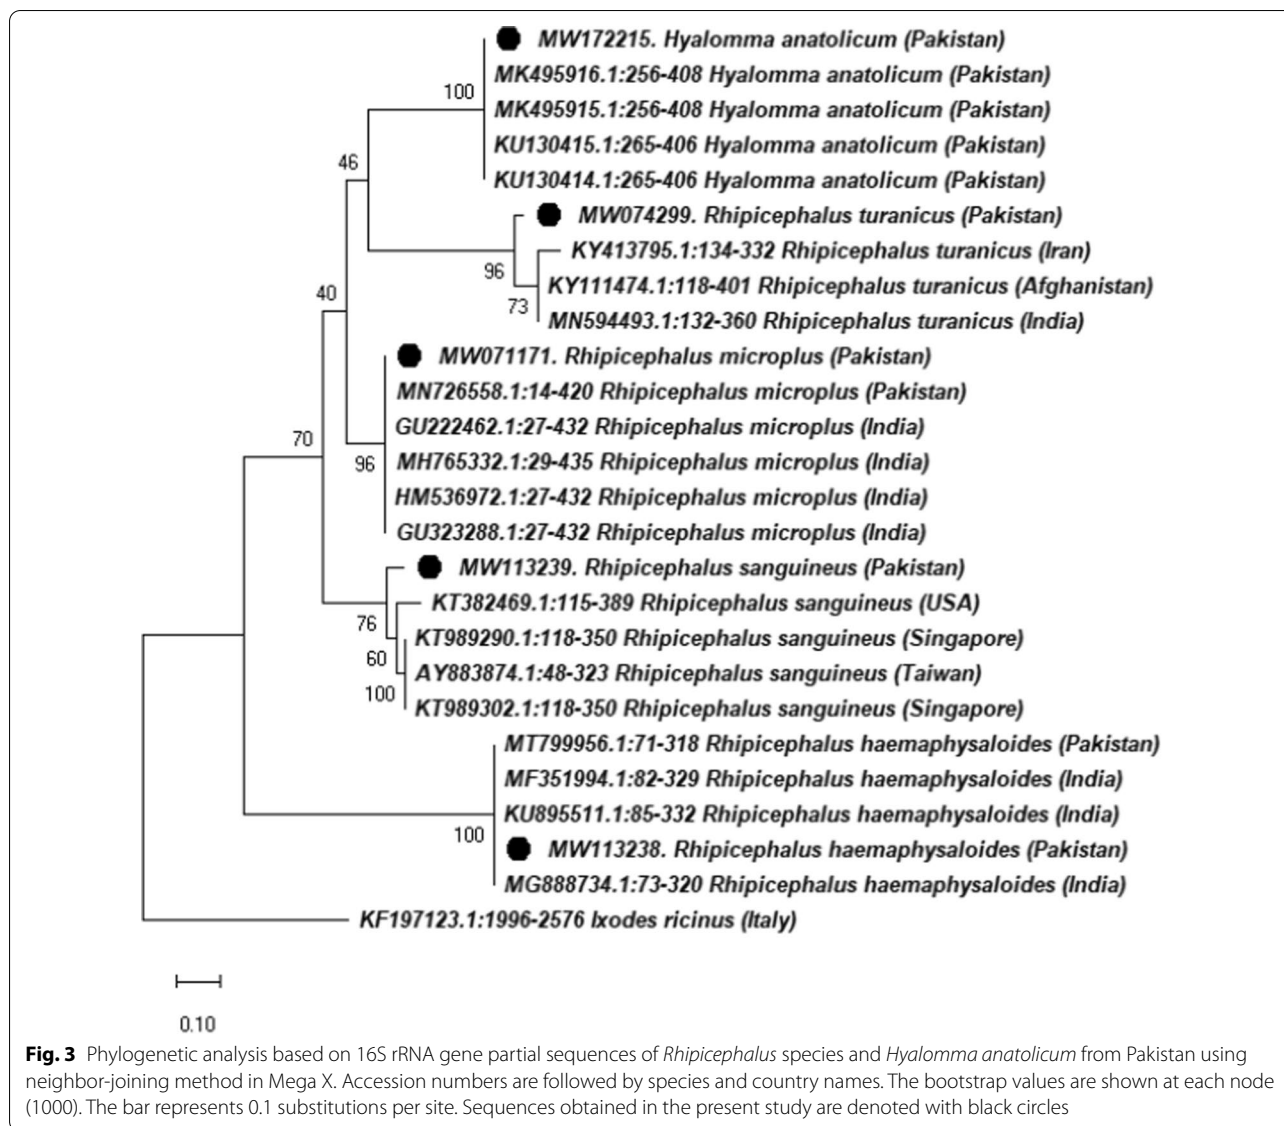 MW172215. Hyalomma anatolicum (Pakistan)
MK495916.1:256-408 Hyalomma anatolicum (Pakistan)
100
MK495915.1:256-408 Hyalomma anatolicum (Pakistan)
KU130415.1:265-406 Hyalomma anatolicum (Pakistan)
46
KU130414.1:265-406 Hyalomma anatolicum (Pakistan)
MW074299. Rhipicephalus turanicus (Pakistan)
KY413795.1:134-332 Rhipicephalus turanicus (Iran)
96
KY111474.1:118-401 Rhipicephalus turanicus (Afghanistan)
40
73
MN594493.1:132-360 Rhipicephalus turanicus (India)
MW071171. Rhipicephalus microplus (Pakistan)
MN726558.1:14-420 Rhipicephalus microplus (Pakistan)
GU222462.1:27-432 Rhipicephalus microplus (India)
70
MH765332.1:29-435 Rhipicephalus microplus (India)
96
HM536972.1:27-432 Rhipicephalus microplus (India)
GU323288.1:27-432 Rhipicephalus microplus (India)
MW113239. Rhipicephalus sanguineus (Pakistan)
KT382469.1:115-389 Rhipicephalus sanguineus (USA)
76
KT989290.1:118-350 Rhipicephalus sanguineus (Singapore)
60
AY883874.1:48-323 Rhipicephalus sanguineus (Taiwan)
100
KT989302.1:118-350 Rhipicephalus sanguineus (Singapore)
MT799956.1:71-318 Rhipicephalus haemaphysaloides (Pakistan)
MF351994.1:82-329 Rhipicephalus haemaphysaloides (India)
KU895511.1:85-332 Rhipicephalus haemaphysaloides (India)
100
MW113238. Rhipicephalus haemaphysaloides (Pakistan)
MG888734.1:73-320 Rhipicephalus haemaphysaloides (India)
KF197123.1:1996-2576 Ixodes ricinus (Italy)
0.10
Fig. 3 Phylogenetic analysis based on 16S rRNA gene partial sequences of Rhipicephalus species and Hyalomma anatolicum from Pakistan using
neighbor-joining method in Mega X. Accession numbers are followed by species and country names. The bootstrap values are shown at each node
(1000). The bar represents 0.1 substitutions per site. Sequences obtained in the present study are denoted with black circles